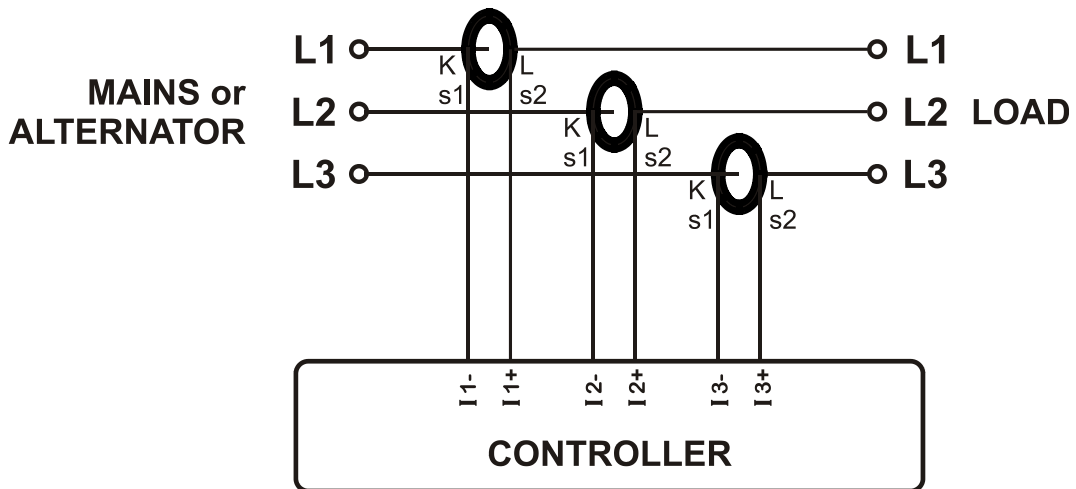 L1
L1
K
L
s1
s2
MAINS or
ALTERNATOR
L2
L2
LOAD
K
L
s1
s2
L3
L3
K
L
s1
s2
I1-
I1+
I2-
I2+
I3-
I3+
CONTROLLER